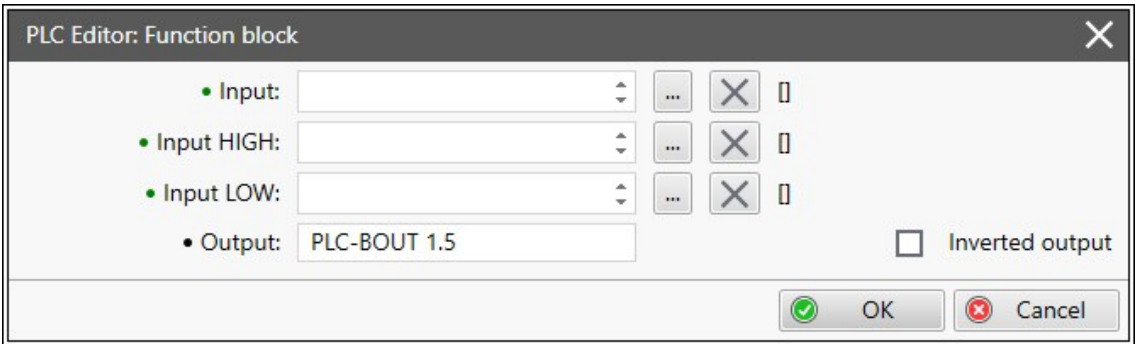 PLC Editor: Function block
• Input: ... []
• Input HIGH: ... []
• Input LOW: ... []
• Output: PLC-BOUT 1.5 Inverted output
OK Cancel